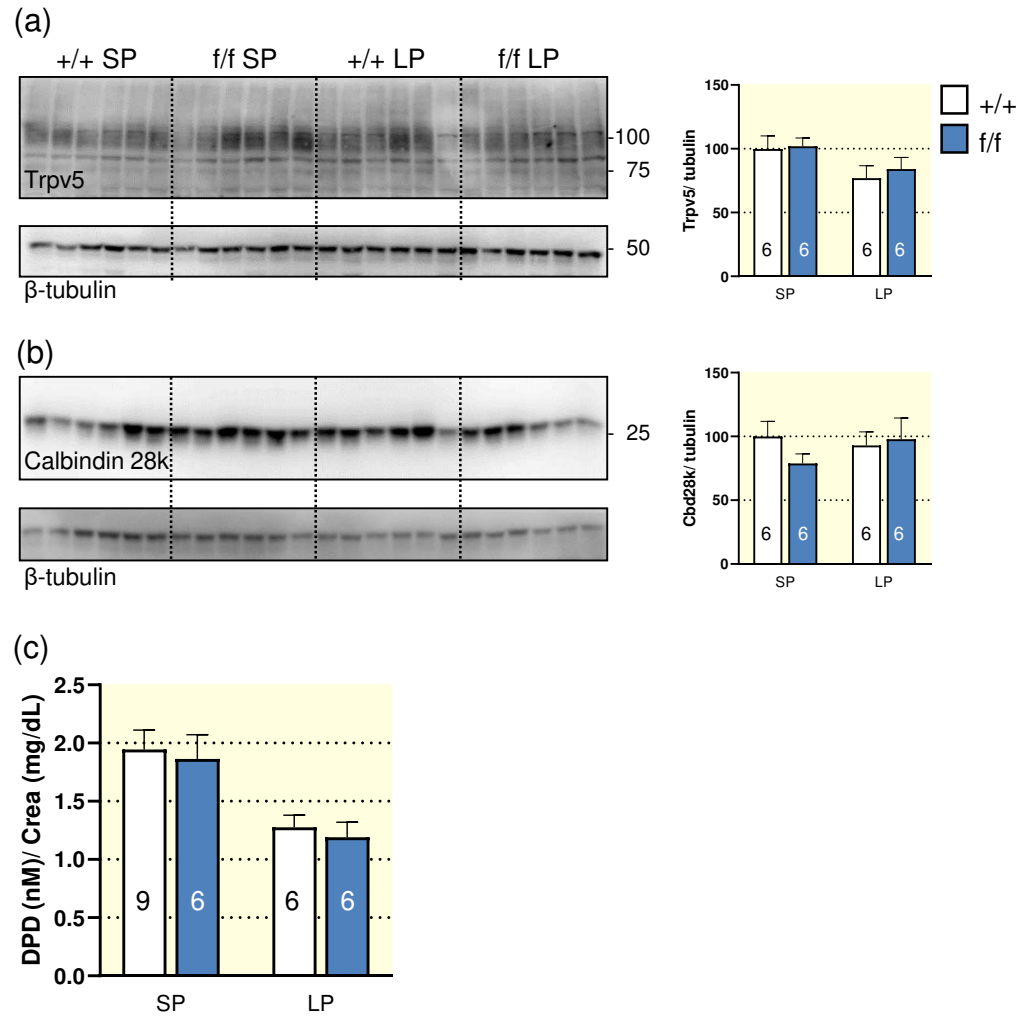 (a)
+/+ SP f/f SP +/+ LP f/f LP
Trpv5
100
75
50
β-tubulin
150
100
50
0
Trpv5/ tubulin
6 6 6 6
SP LP
+/+
f/f
(b)
Calbindin 28k
25
β-tubulin
150
100
50
0
Cbd28k/ tubulin
6 6 6 6
SP LP
(c)
2.5
2.0
1.5
1.0
0.5
0.0
DPD (nM)/ Crea (mg/dL)
9 6 6 6
SP LP